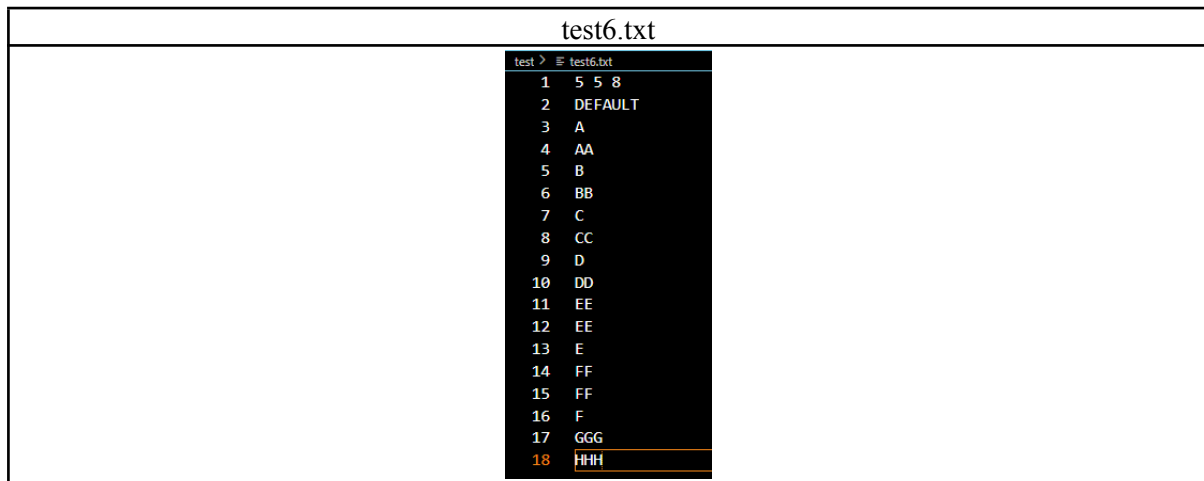 test6.txt
test > test6.txt
1 5 5 8
2 DEFAULT
3 A
4 AA
5 B
6 BB
7 C
8 CC
9 D
10 DD
11 EE
12 EE
13 E
14 FF
15 FF
16 F
17 GGG
18 HHH